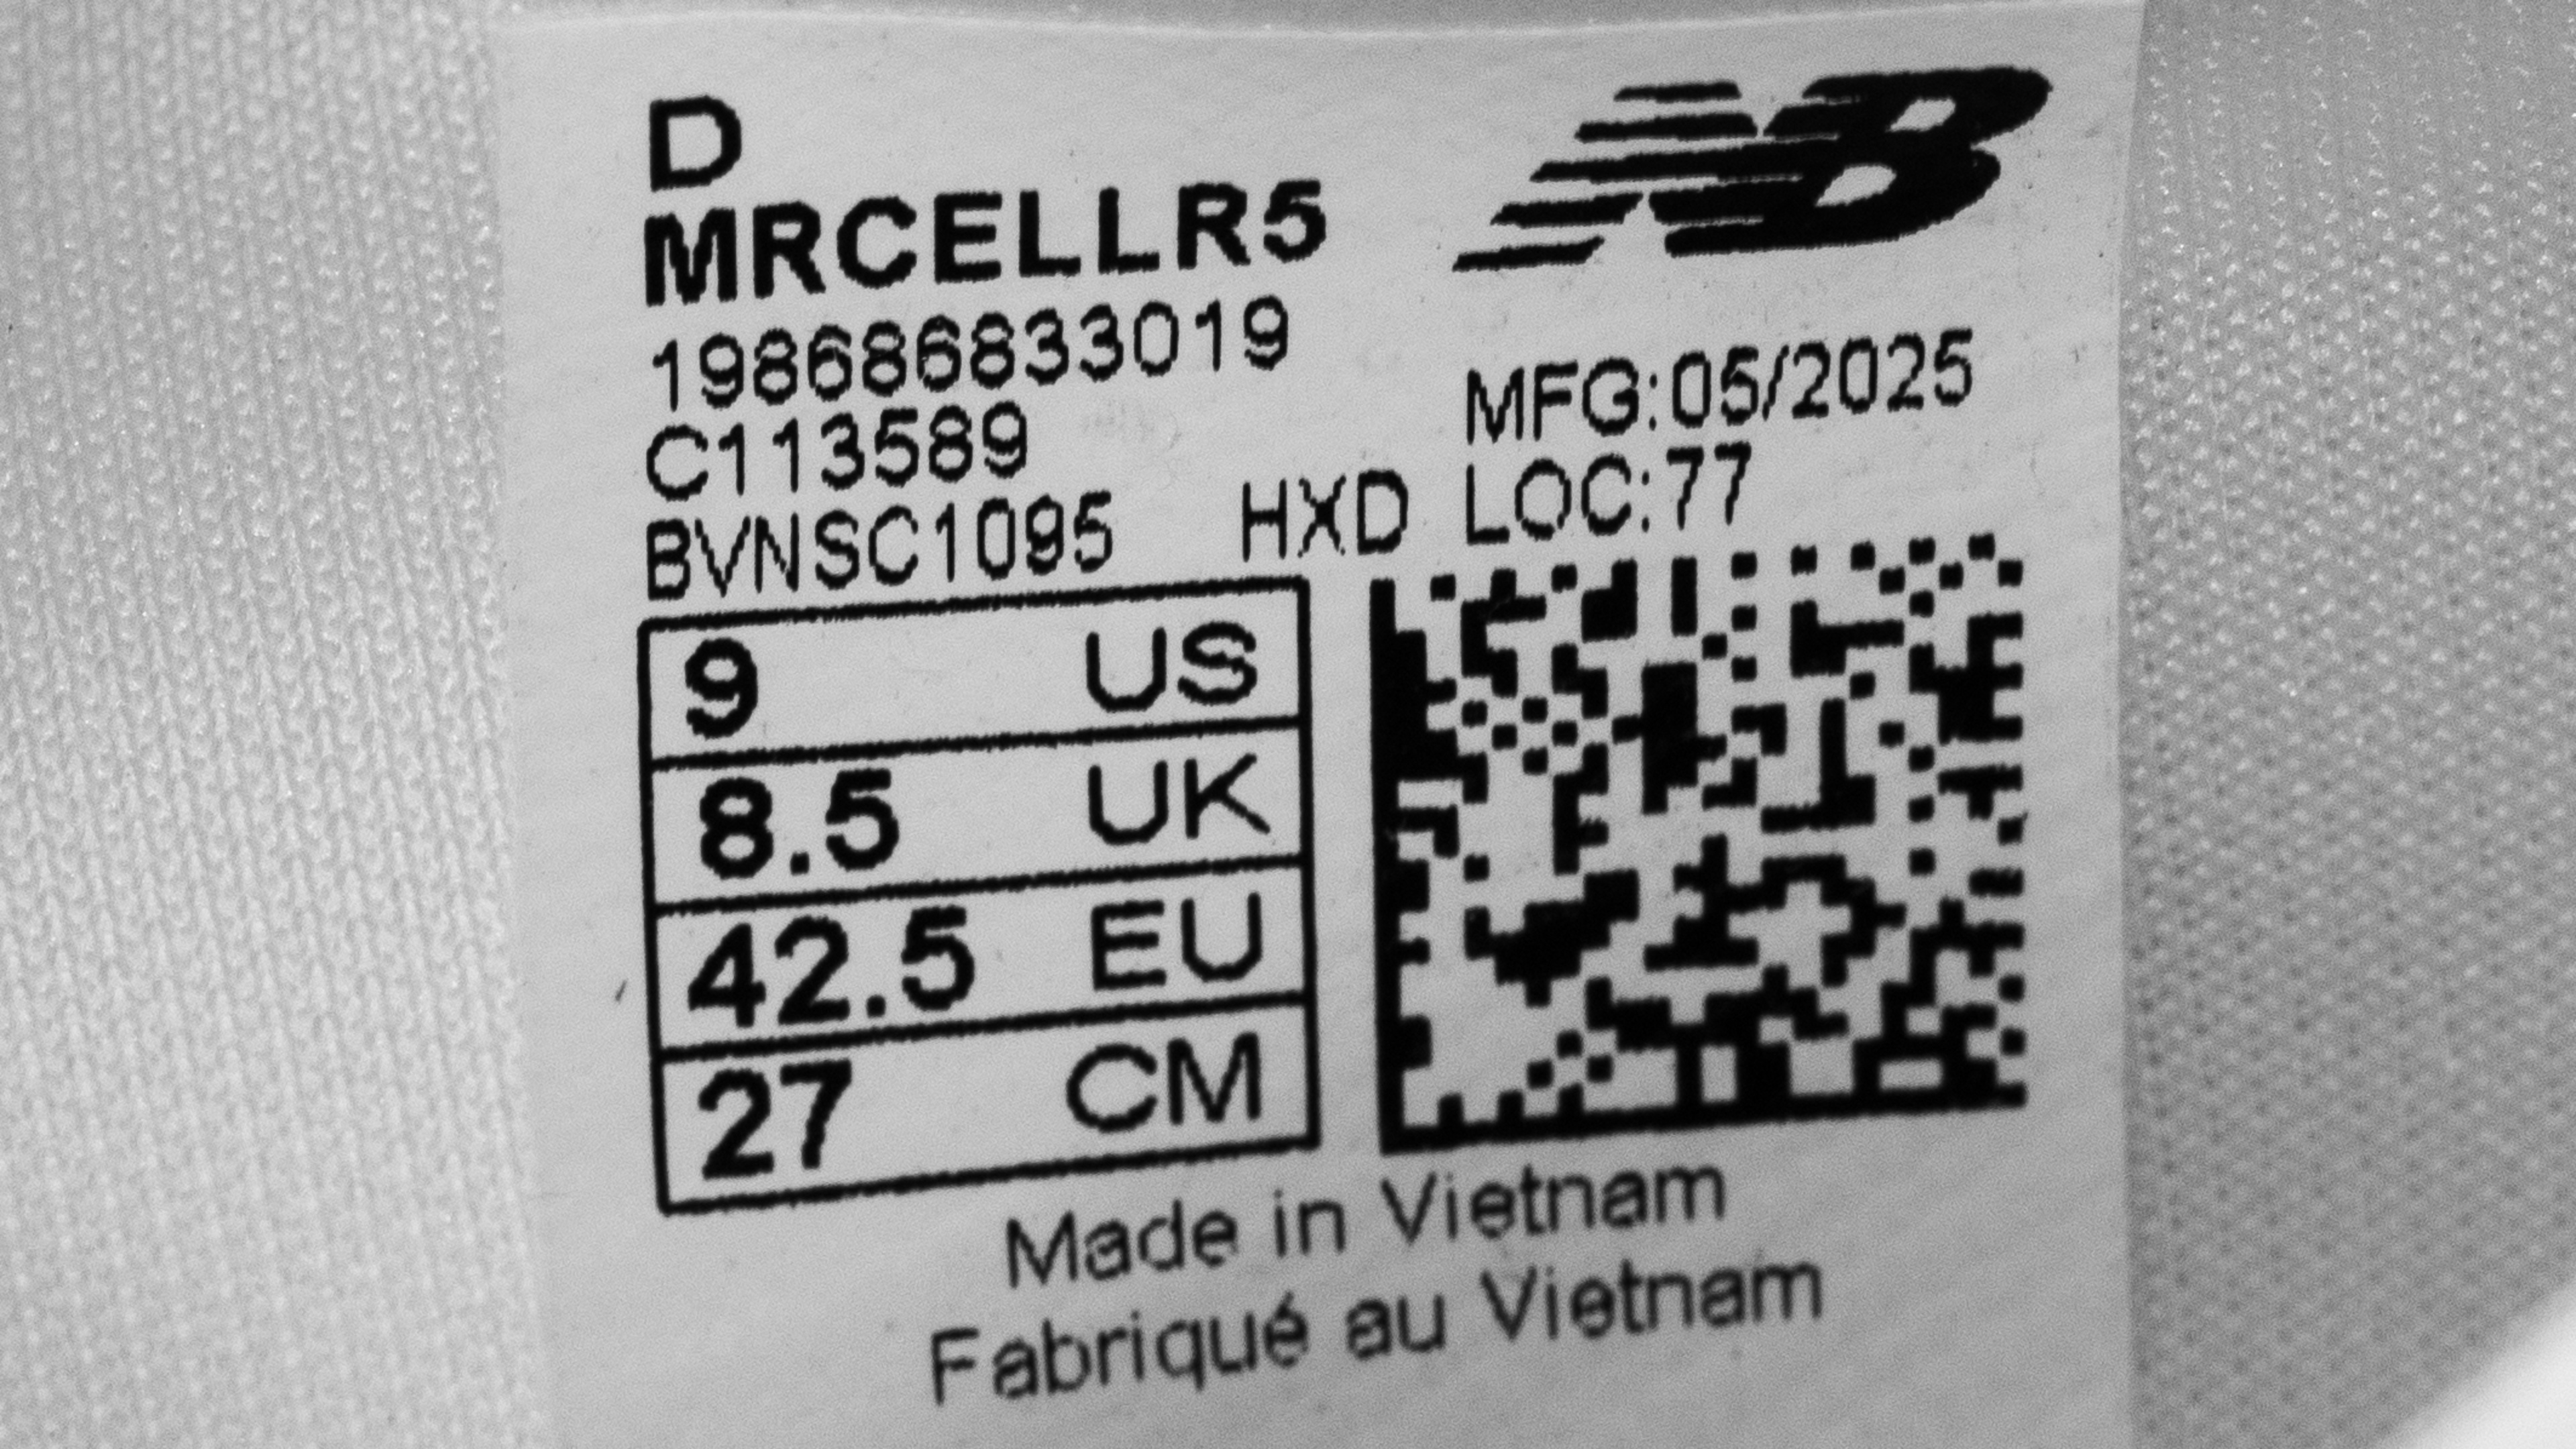 D
NB
MRCELLR5
198686833019
MFG:05/2025
C113589
BVNSC1095 HXD LOC:77
9 US
8.5 UK
42.5 EU
27 CM
Made in Vietnam
Fabriqué au Vietnam